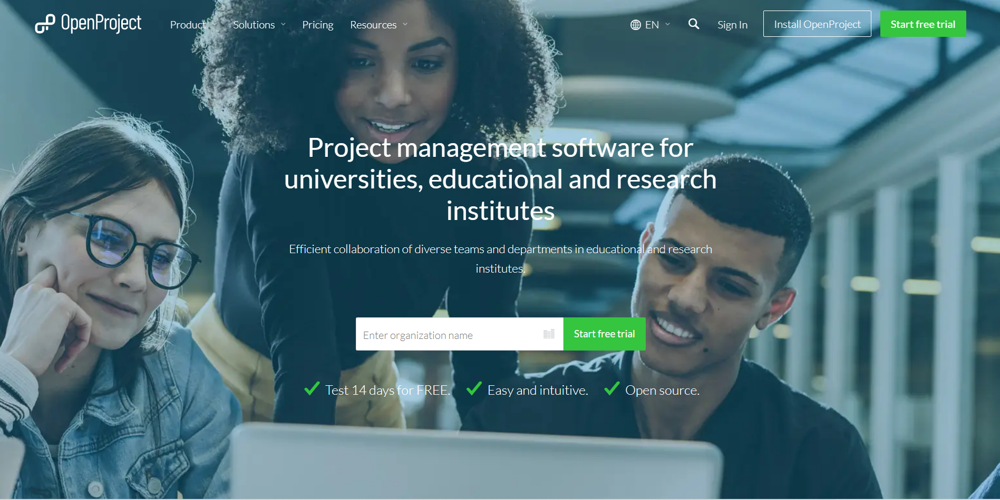 OpenProject
Product
Solutions
Pricing
Resources
EN
Sign In
Install OpenProject
Start free trial
Project management software for
universities, educational and research
institutes
Efficient collaboration of diverse teams and departments in educational and research
institutes.
Enter organization name
Start free trial
Test 14 days for FREE.
Easy and intuitive.
Open source.